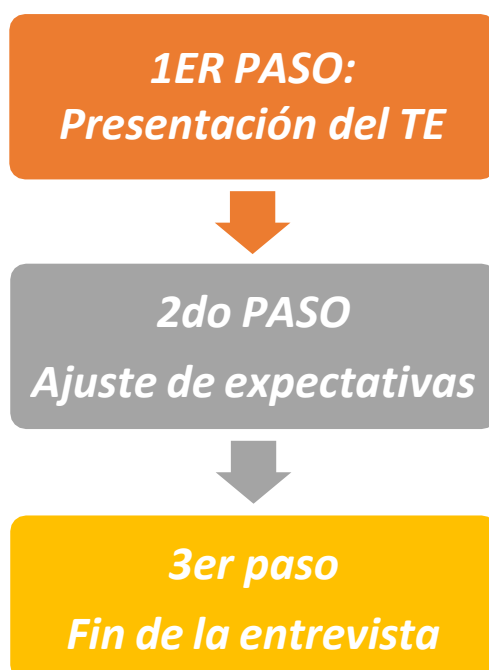 1ER PASO:
Presentación del TE
2do PASO
Ajuste de expectativas
3er paso
Fin de la entrevista